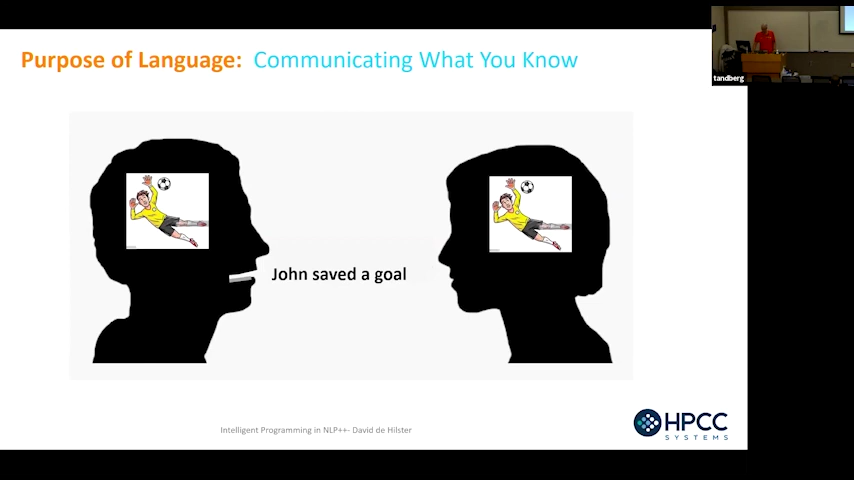 Purpose of Language: Communicating What You Know
tandberg
John saved a goal
Intelligent Programming in NLP++- David de Hilster
HPCC
SYSTEMS